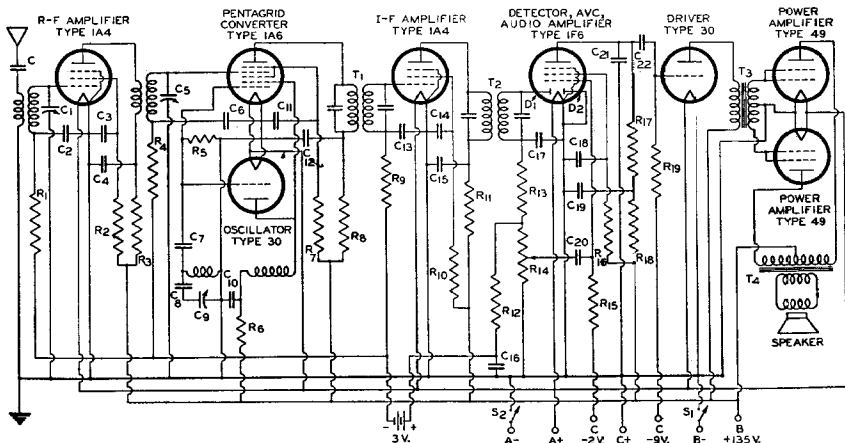 R-F AMPLIFIER
TYPE 1A4
PENTAGRID
CONVERTER
TYPE 1A6
I-F AMPLIFIER
TYPE 1A4
DETECTOR, AVC,
AUDIO AMPLIFIER
TYPE 1F6
DRIVER
TYPE 30
POWER
AMPLIFIER
TYPE 49
C
C1
C2
C3
C4
R1
R2
R3
R4
C5
C6
C11
R5
C12
OSCILLATOR
TYPE 30
C7
C8
C9
C10
R6
R7
R8
T1
C13
C14
C15
R9
R10
R11
T2
D1
D2
C17
C18
C19
C20
R12
R13
R14
R15
R16
C16
C21
C22
R17
R18
R19
T3
POWER
AMPLIFIER
TYPE 49
T4
SPEAKER
- +
3 V.
S2
A-
A+
C
-2V.
C+
C
-9V.
S1
B-
B
+135V.